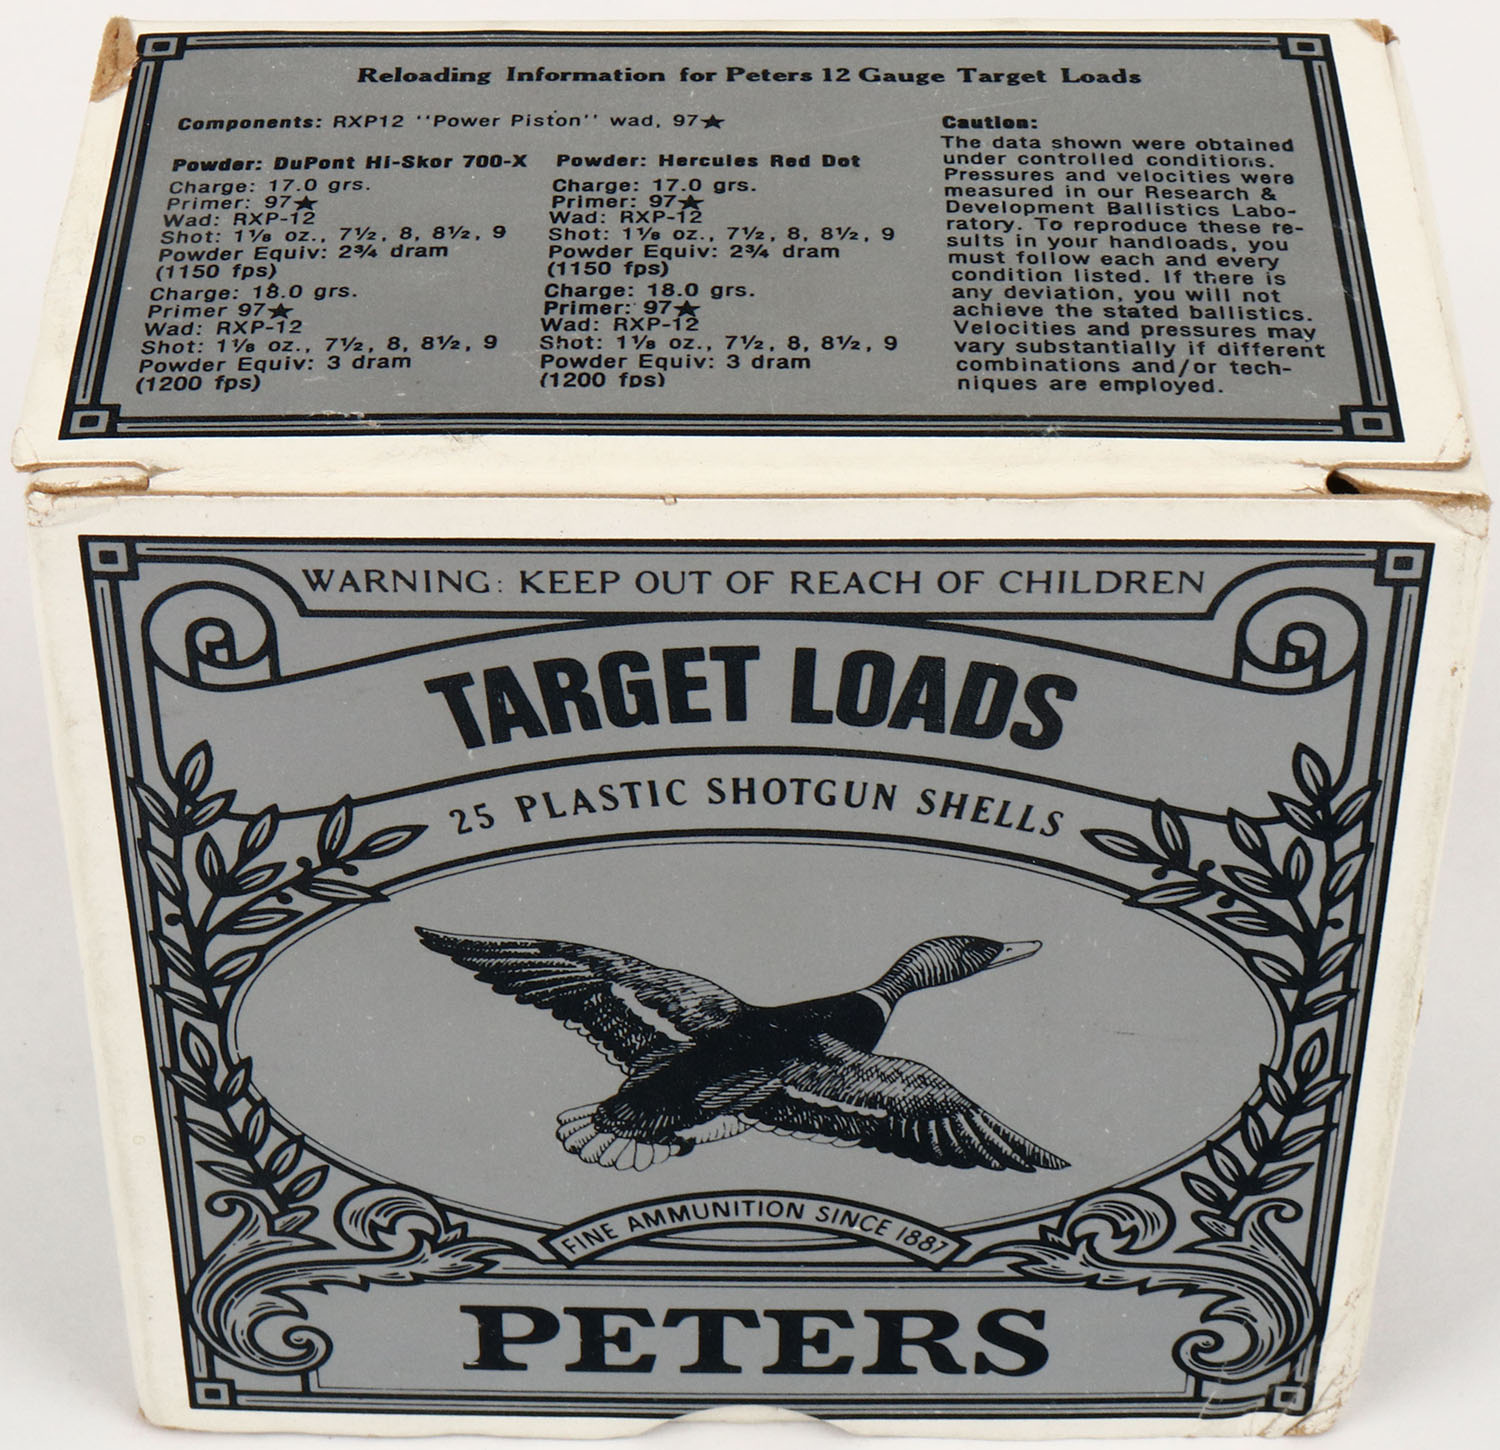 Reloading Information for Peters 12 Gauge Target Loads
Components: RXP12 "Power Piston" wad, 97★
Powder: DuPont Hi-Skor 700-X
Charge: 17.0 grs.
Primer: 97★
Wad: RXP-12
Shot: 1⅛ oz., 7½, 8, 8½, 9
Powder Equiv: 2¾ dram
(1150 fps)
Charge: 18.0 grs.
Primer 97★
Wad: RXP-12
Shot: 1⅛ oz., 7½, 8, 8½, 9
Powder Equiv: 3 dram
(1200 fps)
Powder: Hercules Red Dot
Charge: 17.0 grs.
Primer: 97★
Wad: RXP-12
Shot: 1⅛ oz., 7½, 8, 8½, 9
Powder Equiv: 2¾ dram
(1150 fps)
Charge: 18.0 grs.
Primer: 97★
Wad: RXP-12
Shot: 1⅛ oz., 7½, 8, 8½, 9
Powder Equiv: 3 dram
(1200 fps)
Caution:
The data shown were obtained
under controlled conditions.
Pressures and velocities were
measured in our Research &
Development Ballistics Labo-
ratory. To reproduce these re-
sults in your handloads, you
must follow each and every
condition listed. If there is
any deviation, you will not
achieve the stated ballistics.
Velocities and pressures may
vary substantially if different
combinations and/or tech-
niques are employed.
WARNING: KEEP OUT OF REACH OF CHILDREN
TARGET LOADS
25 PLASTIC SHOTGUN SHELLS
FINE AMMUNITION SINCE 1887
PETERS